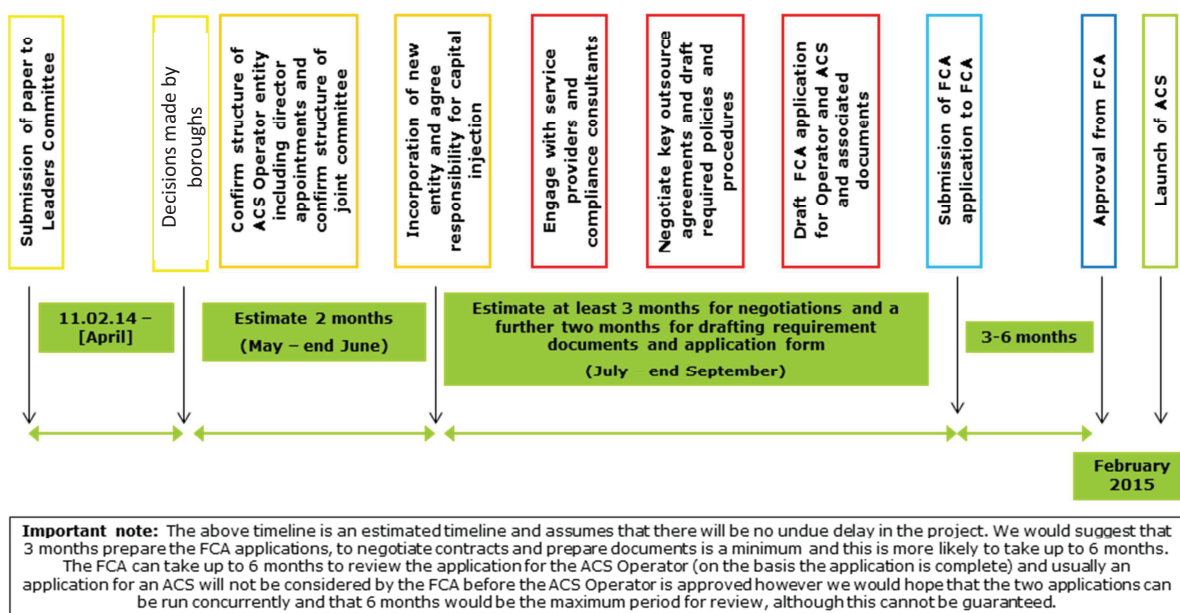 Submission of paper to
Leaders Committee
Decisions made by
boroughs
Confirm structure of
ACS Operator entity
including director
appointments and
confirm structure of
joint committee
Incorporation of new
entity and agree
responsibility for capital
injection
Engage with service
providers and
compliance consultants
Negotiate key outsource
agreements and draft
required policies and
procedures
Draft FCA application
for Operator and ACS
and associated
documents
Submission of FCA
application to FCA
Approval from FCA
Launch of ACS
11.02.14 –
[April]
Estimate 2 months
(May – end June)
Estimate at least 3 months for negotiations and a
further two months for drafting requirement
documents and application form
(July – end September)
3-6 months
February
2015
Important note: The above timeline is an estimated timeline and assumes that there will be no undue delay in the project. We would suggest that
3 months prepare the FCA applications, to negotiate contracts and prepare documents is a minimum and this is more likely to take up to 6 months.
The FCA can take up to 6 months to review the application for the ACS Operator (on the basis the application is complete) and usually an
application for an ACS will not be considered by the FCA before the ACS Operator is approved however we would hope that the two applications can
be run concurrently and that 6 months would be the maximum period for review, although this cannot be guaranteed.